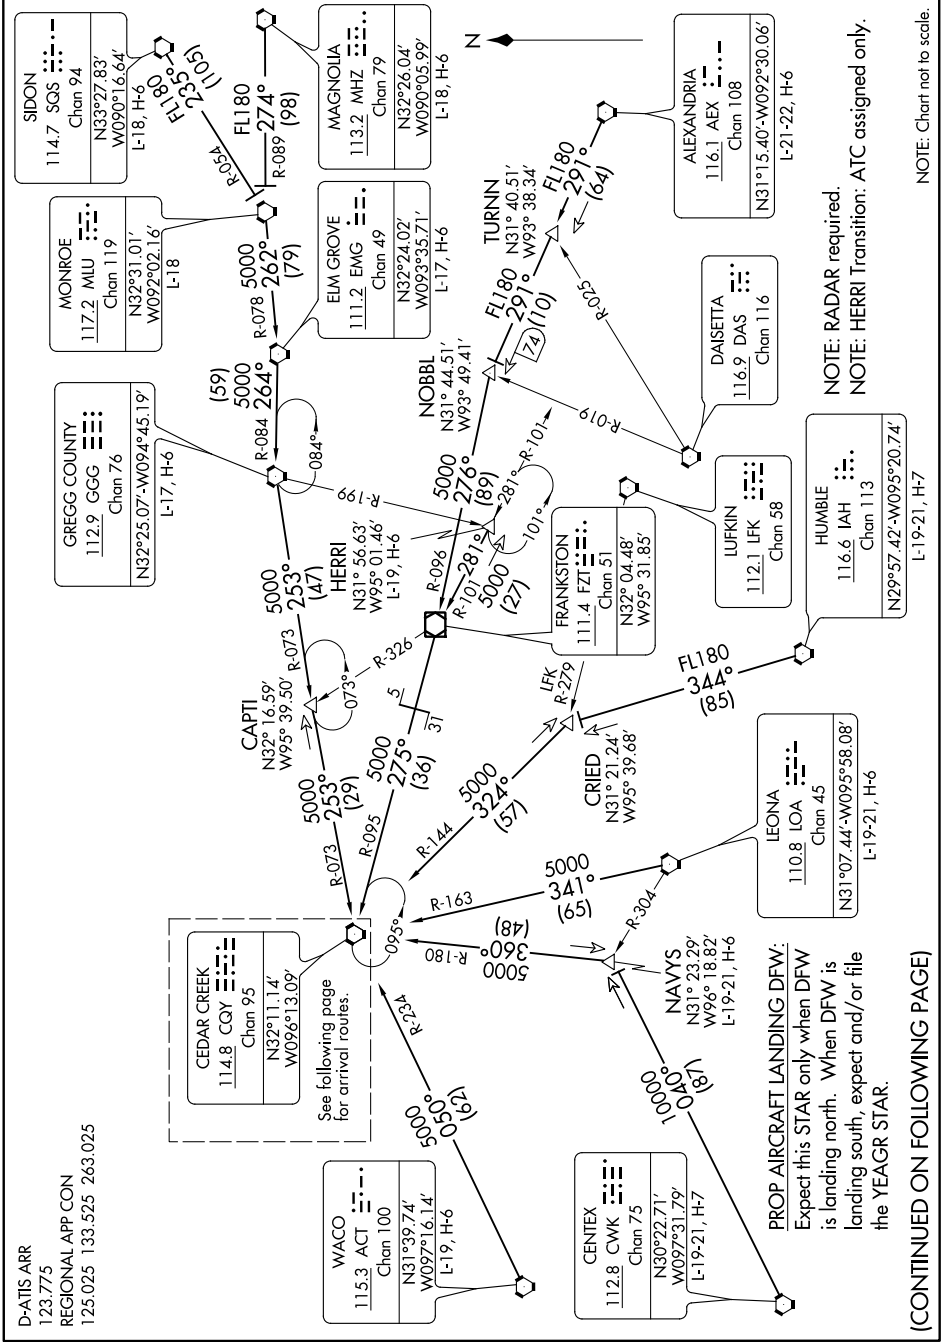 D-ATIS ARR
123.775
REGIONAL APP CON
125.025 133.525 263.025
SIDON
114.7 SQS
Chan 94
N33°27.83′
W090°16.64′
L-18, H-6
FL180
235°
(105)
R-054
FL180
274°
(98)
R-089
MAGNOLIA
113.2 MHZ
Chan 79
N32°26.04′
W090°05.99′
L-18, H-6
MONROE
117.2 MLU
Chan 119
N32°31.01′
W092°02.16′
L-18
5000
262°
(79)
R-078
ELM GROVE
111.2 EMG
Chan 49
N32°24.02′
W093°35.71′
L-17, H-6
(59)
5000
264°
R-084
084°
GREGG COUNTY
112.9 GGG
Chan 76
N32°25.07′-W094°45.19′
L-17, H-6
R-199
5000
253°
(47)
R-073
CAPTI
N32° 16.59′
W95° 39.50′
073°
R-326
5000
253°
(29)
R-073
HERRI
N31° 56.63′
W95° 01.46′
L-19, H-6
NOBBL
N31° 44.51′
W93° 49.41′
TURNN
N31° 40.51′
W93° 38.34′
N
FL180
291°
(64)
ALEXANDRIA
116.1 AEX
Chan 108
N31°15.40′-W092°30.06′
L-21-22, H-6
FL180
291°
(10)
74
R-025
R-019
DAISETTA
116.9 DAS
Chan 116
5000
276°
(89)
R-096
R-101
281°
101°
281°
R-101
5000
(27)
FRANKSTON
111.4 FZT
Chan 51
N32° 04.48′
W95° 31.85′
LUFKIN
112.1 LFK
Chan 58
HUMBLE
116.6 IAH
Chan 113
N29°57.42′-W095°20.74′
L-19-21, H-7
5
31
5000
275°
(36)
R-095
095°
LFK
R-279
CRIED
N31° 21.24′
W95° 39.68′
FL180
344°
(85)
5000
324°
(57)
R-144
CEDAR CREEK
114.8 CQY
Chan 95
N32°11.14′
W096°13.09′
See following page
for arrival routes.
5000
341°
(65)
R-163
LEONA
110.8 LOA
Chan 45
N31°07.44′-W095°58.08′
L-19-21, H-6
R-304
5000
360°
(48)
R-180
NAVYS
N31° 23.29′
W96° 18.82′
L-19-21, H-6
R-234
5000
050°
(62)
WACO
115.3 ACT
Chan 100
N31°39.74′
W097°16.14′
L-19, H-6
1000
040°
(87)
CENTEX
112.8 CWK
Chan 75
N30°22.71′
W097°31.79′
L-19-21, H-7
PROP AIRCRAFT LANDING DFW:
Expect this STAR only when DFW
is landing north. When DFW is
landing south, expect and/or file
the YEAGR STAR.
NOTE: RADAR required.
NOTE: HERRI Transition: ATC assigned only.
NOTE: Chart not to scale.
(CONTINUED ON FOLLOWING PAGE)